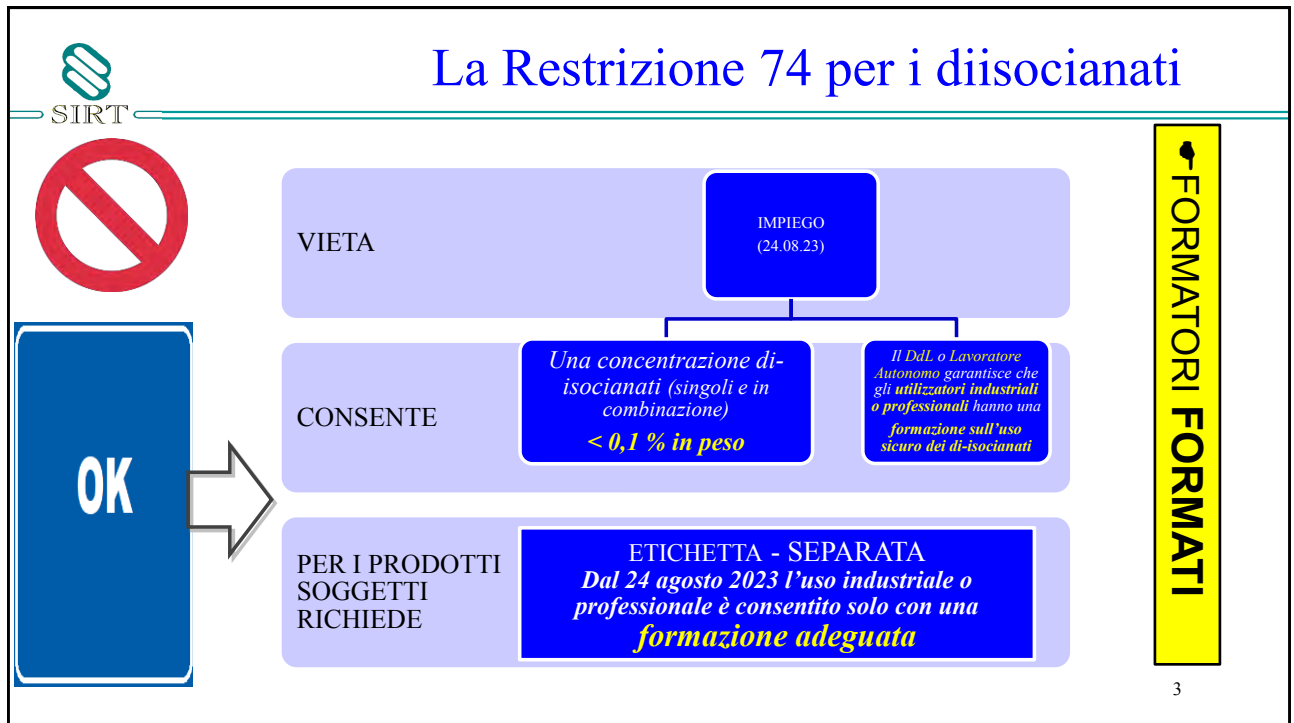 La Restrizione 74 per i diisocianati
SIRT
VIETA
IMPIEGO
(24.08.23)
CONSENTE
Una concentrazione di-
isocianati (singoli e in
combinazione)
< 0,1 % in peso
Il DdL o Lavoratore
Autonomo garantisce che
gli utilizzatori industriali
o professionali hanno una
formazione sull’uso
sicuro dei di-isocianati
OK
PER I PRODOTTI
SOGGETTI
RICHIEDE
ETICHETTA - SEPARATA
Dal 24 agosto 2023 l’uso industriale o
professionale è consentito solo con una
formazione adeguata
☛FORMATORI FORMATI
3